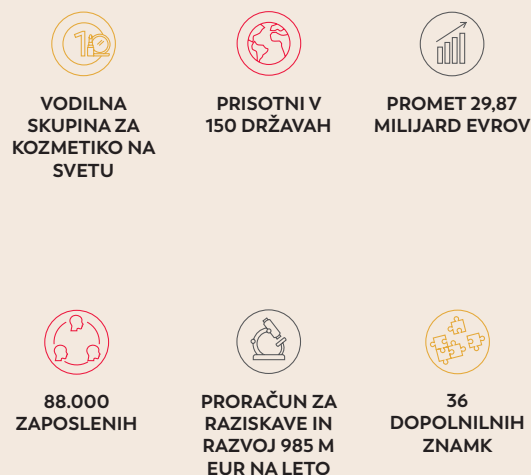 1
VODILNA
SKUPINA ZA
KOZMETIKO NA
SVETU
PRISOTNI V
150 DRŽAVAH
PROMET 29,87
MILIJARD EVROV
88.000
ZAPOSLENIH
PRORAČUN ZA
RAZISKAVE IN
RAZVOJ 985 M
EUR NA LETO
36
DOPOLNILNIH
ZNAMK